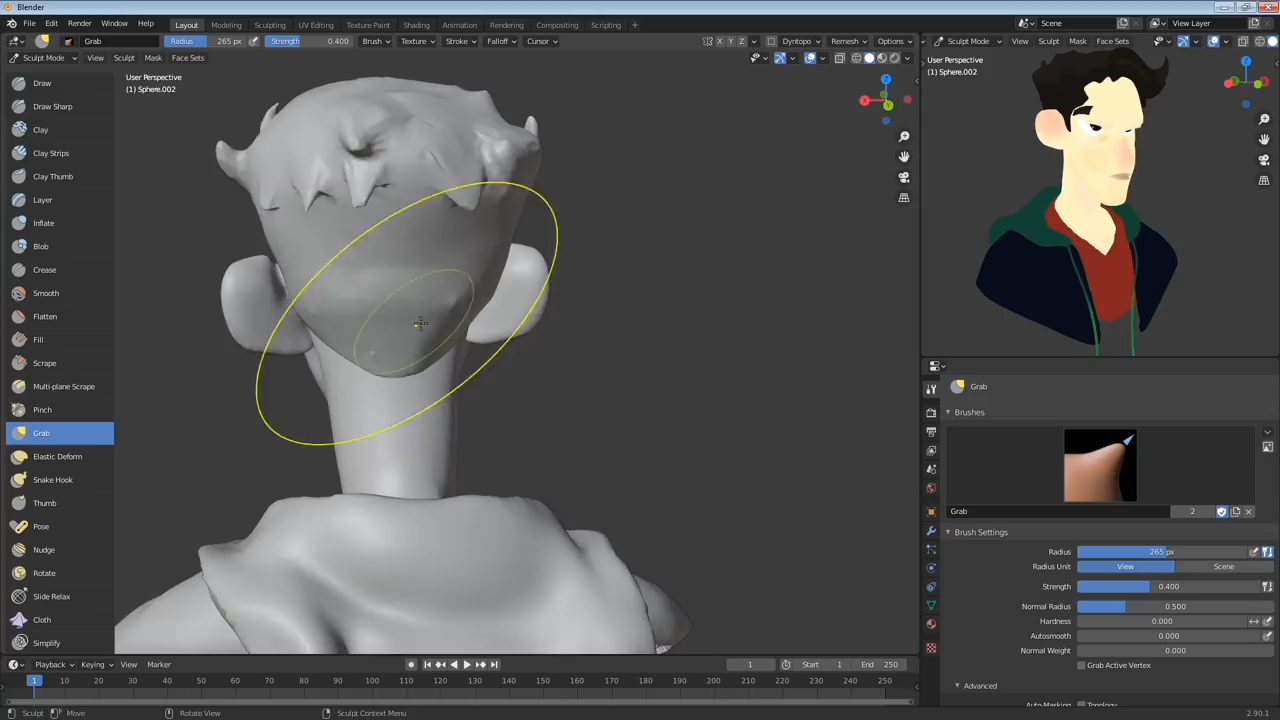 Blender
File Edit Window Render Help Layout Modeling Sculpting UV Editing Texture Paint Shading Animation Rendering Compositing Scripting + Scene View Layer
Grab Radius 265 px Strength 0.400 Brush Texture Stroke Falloff Cursor X Y Z Dyntopo Remesh Options
Sculpt Mode View Sculpt Mask Face Sets
Sculpt Mode View Sculpt Mask Face Sets
User Perspective
(1) Sphere.002
X
Y
Z
User Perspective
(1) Sphere.002
Z
Draw
Draw Sharp
Clay
Clay Strips
Clay Thumb
Layer
Inflate
Blob
Crease
Smooth
Flatten
Fill
Scrape
Multi-plane Scrape
Pinch
Grab
Elastic Deform
Snake Hook
Thumb
Pose
Nudge
Rotate
Slide Relax
Cloth
Simplify
Grab
Brushes
Grab 2
Brush Settings
Radius 265 px
Radius Unit View Scene
Strength 0.400
Normal Radius 0.500
Hardness 0.000
Autosmooth 0.000
Normal Weight 0.000
Grab Active Vertex
Advanced
Auto-Masking Topology
Playback Keying View Marker 1 Start 1 End 250
1 10 20 30 40 50 60 70 80 90 100 110 120 130 140 150 160 170 180 190 200 210 220 230 240 250
Sculpt Move Rotate View Sculpt Context Menu 2.90.1